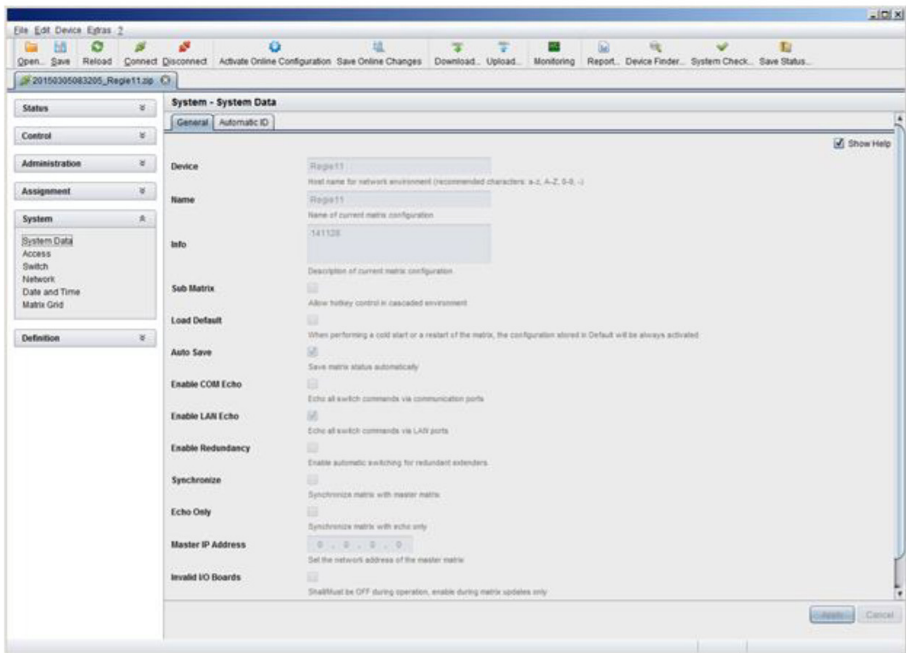 File Edit Device Extras ?
Open... Save Reload Connect Disconnect Activate Online Configuration Save Online Changes Download... Upload... Monitoring Report... Device Finder... System Check... Save Status...
20150305083205_Regie11.zip
Status
Control
Administration
Assignment
System
System Data
Access
Switch
Network
Date and Time
Matrix Grid
Definition
System - System Data
General Automatic ID
Show Help
Device Regie11
Host name for network environment (recommended characters: a-z, A-Z, 0-9, -)
Name Regie11
Name of current matrix configuration
Info 141128
Description of current matrix configuration
Sub Matrix
Allow hotkey control in cascaded environment
Load Default
When performing a cold start or a restart of the matrix, the configuration stored in Default will be always activated
Auto Save
Save matrix status automatically
Enable COM Echo
Echo all switch commands via communication ports
Enable LAN Echo
Echo all switch commands via LAN ports
Enable Redundancy
Enable automatic switching for redundant extenders
Synchronize
Synchronize matrix with master matrix
Echo Only
Synchronize matrix with echo only
Master IP Address 0 . 0 . 0 . 0
Set the network address of the master matrix
Invalid I/O Boards
Shall/Must be OFF during operation, enable during matrix updates only
Apply Cancel